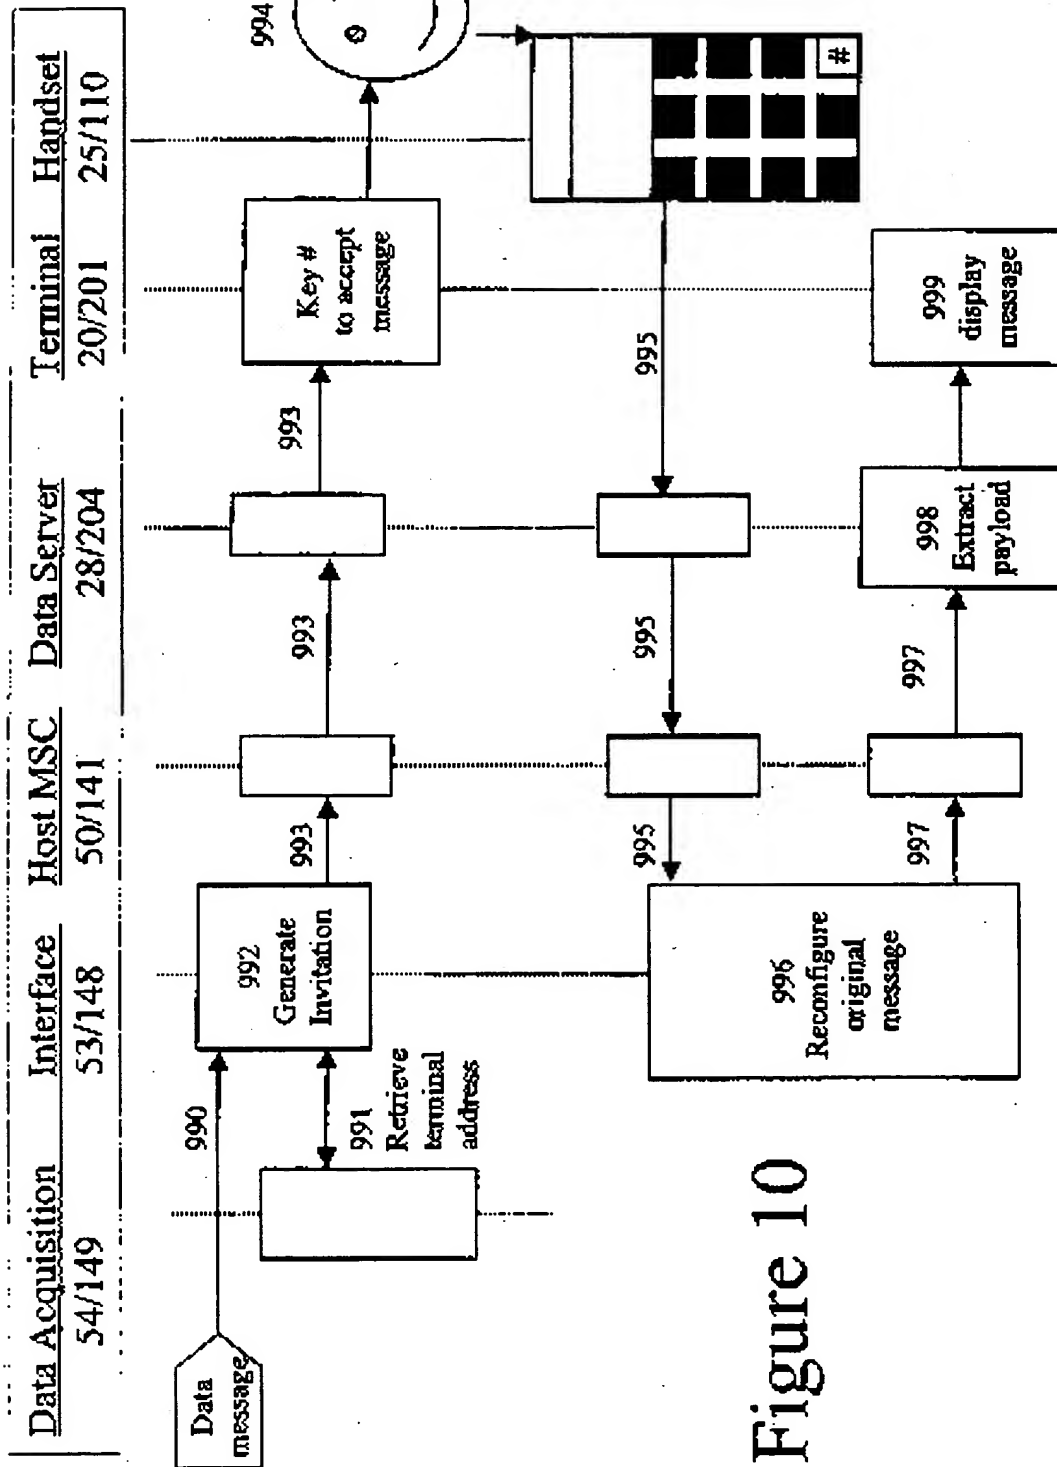 Data Acquisition Interface Host MSC Data Server Terminal Handset
54/149 53/148 50/141 28/204 20/201 25/110
Data
message
990
991
Retrieve
terminal
address
992
Generate
Invitation
993
993
993
Key #
to accept
message
994
#
995
995
995
996
Reconfigure
original
message
997
997
998
Extract
payload
999
display
message
Figure 10